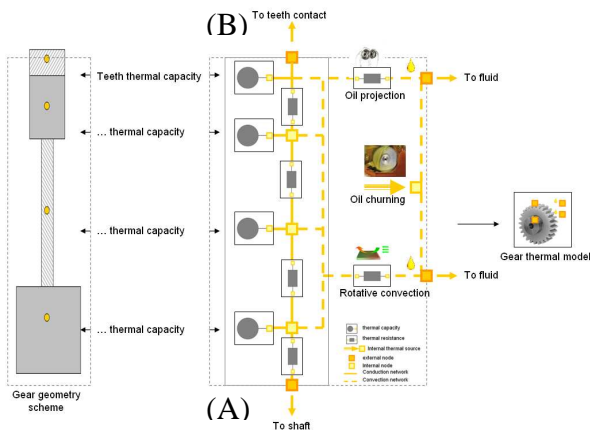 (B)
To teeth contact
Teeth thermal capacity
Oil projection
To fluid
... thermal capacity
Oil churning
... thermal capacity
Gear thermal model
To fluid
Rotative convection
... thermal capacity
thermal capacity
thermal resistance
Internal thermal source
external node
Internal node
Conduction network
Convection network
Gear geometry
scheme
(A)
To shaft